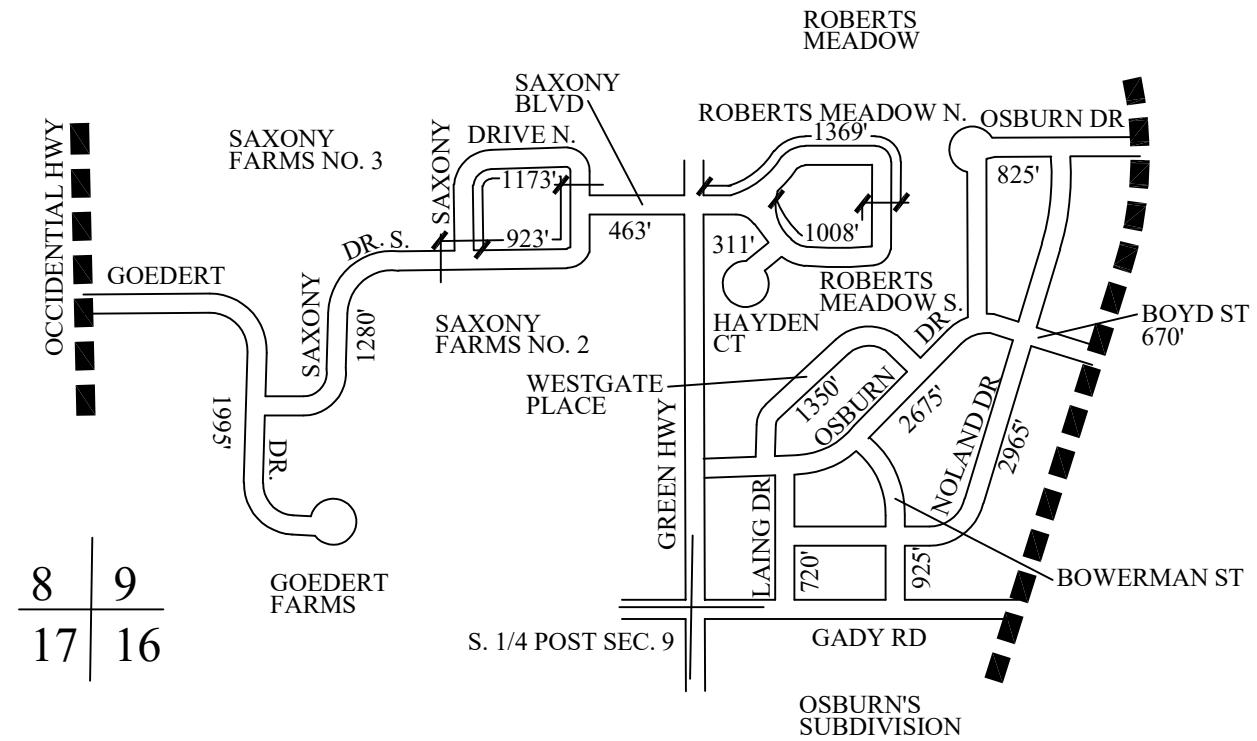 ROBERTS
MEADOW
SAXONY
BLVD
ROBERTS MEADOW N.
1369'
OSBURN DR
825'
OCCIDENTIAL HWY
SAXONY
FARMS NO. 3
SAXONY
DRIVE N.
1173'
923'
463'
311'
1008'
GOEDERT
DR. S.
SAXONY
1280'
SAXONY
FARMS NO. 2
HAYDEN
CT
ROBERTS
MEADOW S.
BOYD ST
670'
WESTGATE
PLACE
1350'
OSBURN
DR S.
2675'
NOLAND DR
2965'
1995'
DR.
GREEN HWY
LAING DR
720'
925'
BOWERMAN ST
GOEDERT
FARMS
8 9
17 16
S. 1/4 POST SEC. 9
GADY RD
OSBURN'S
SUBDIVISION